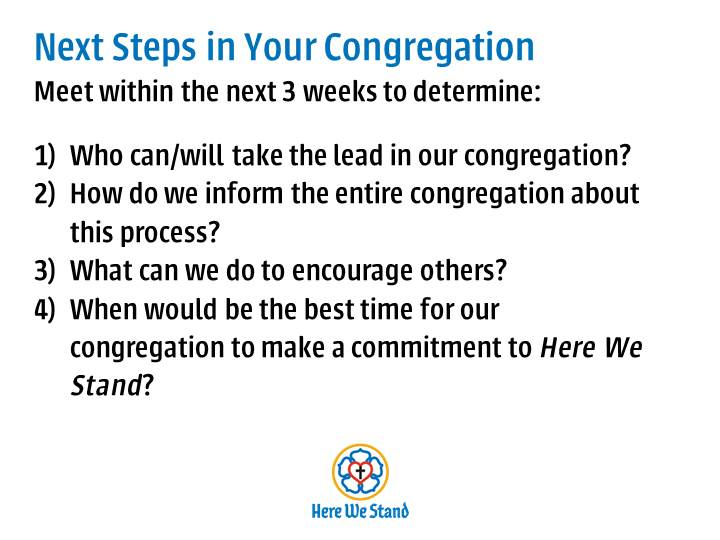 Next Steps in Your Congregation
Meet within the next 3 weeks to determine:
1) Who can/will take the lead in our congregation?
2) How do we inform the entire congregation about
this process?
3) What can we do to encourage others?
4) When would be the best time for our
congregation to make a commitment to Here We
Stand?
Here We Stand